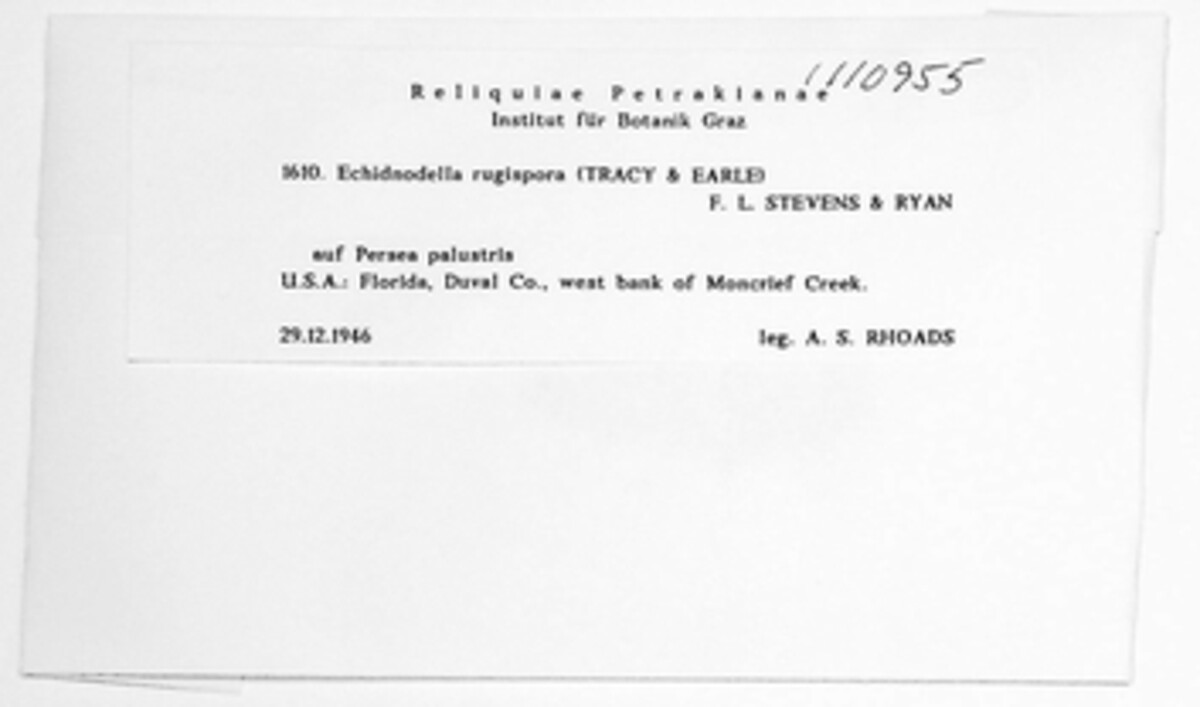 1110955
Reliquiae Petrakianae
Institut für Botanik Graz
1610. Echidnodella rugispora (TRACY & EARLE)
F. L. STEVENS & RYAN
auf Persea palustris
U.S.A.: Florida, Duval Co., west bank of Moncrief Creek.
29.12.1946 leg. A. S. RHOADS